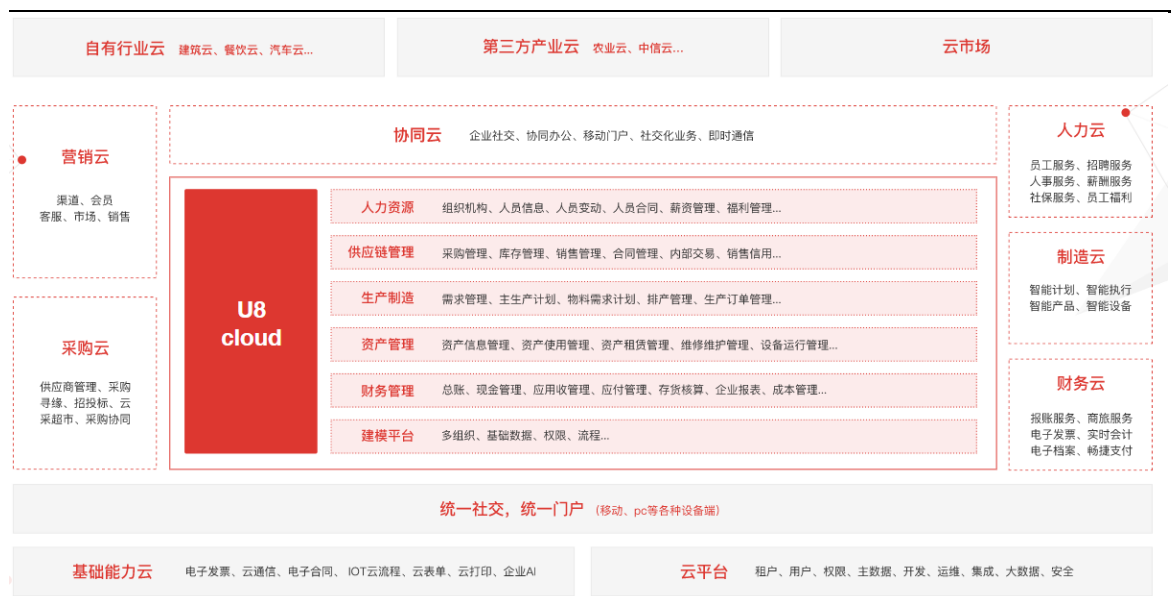 自有行业云 建筑云、餐饮云、汽车云...
第三方产业云 农业云、中信云...
云市场
营销云
渠道、会员
客服、市场、销售
采购云
供应商管理、采购
寻缘、招投标、云
采超市、采购协同
协同云 企业社交、协同办公、移动门户、社交化业务、即时通信
U8
cloud
人力资源 组织机构、人员信息、人员变动、人员合同、薪资管理、福利管理...
供应链管理 采购管理、库存管理、销售管理、合同管理、内部交易、销售信用...
生产制造 需求管理、主生产计划、物料需求计划、排产管理、生产订单管理...
资产管理 资产信息管理、资产使用管理、资产租赁管理、维修维护管理、设备运行管理...
财务管理 总账、现金管理、应用收管理、应付管理、存货核算、企业报表、成本管理...
建模平台 多组织、基础数据、权限、流程...
人力云
员工服务、招聘服务
人事服务、薪酬服务
社保服务、员工福利
制造云
智能计划、智能执行
智能产品、智能设备
财务云
报账服务、商旅服务
电子发票、实时会计
电子档案、畅捷支付
统一社交，统一门户 （移动、pc等各种设备端）
基础能力云 电子发票、云通信、电子合同、 IOT云流程、云表单、云打印、企业AI
云平台 租户、用户、权限、主数据、开发、运维、集成、大数据、安全